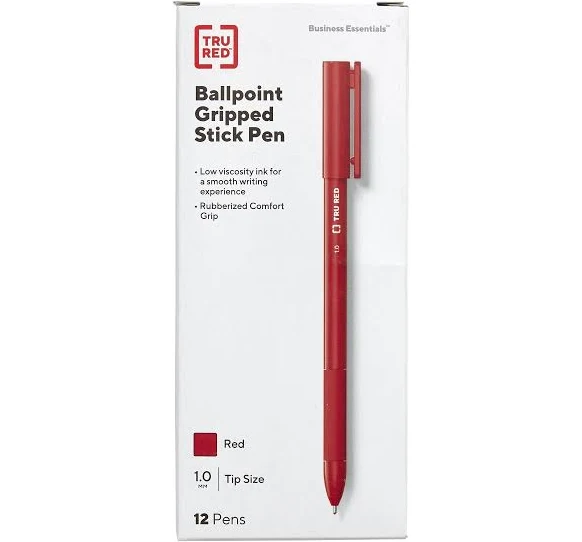 TRU
RED
Business Essentials™
Ballpoint
Gripped
Stick Pen
• Low viscosity ink for
a smooth writing
experience
• Rubberized Comfort
Grip
TRU RED
1.0
Red
1.0
MM
Tip Size
12 Pens